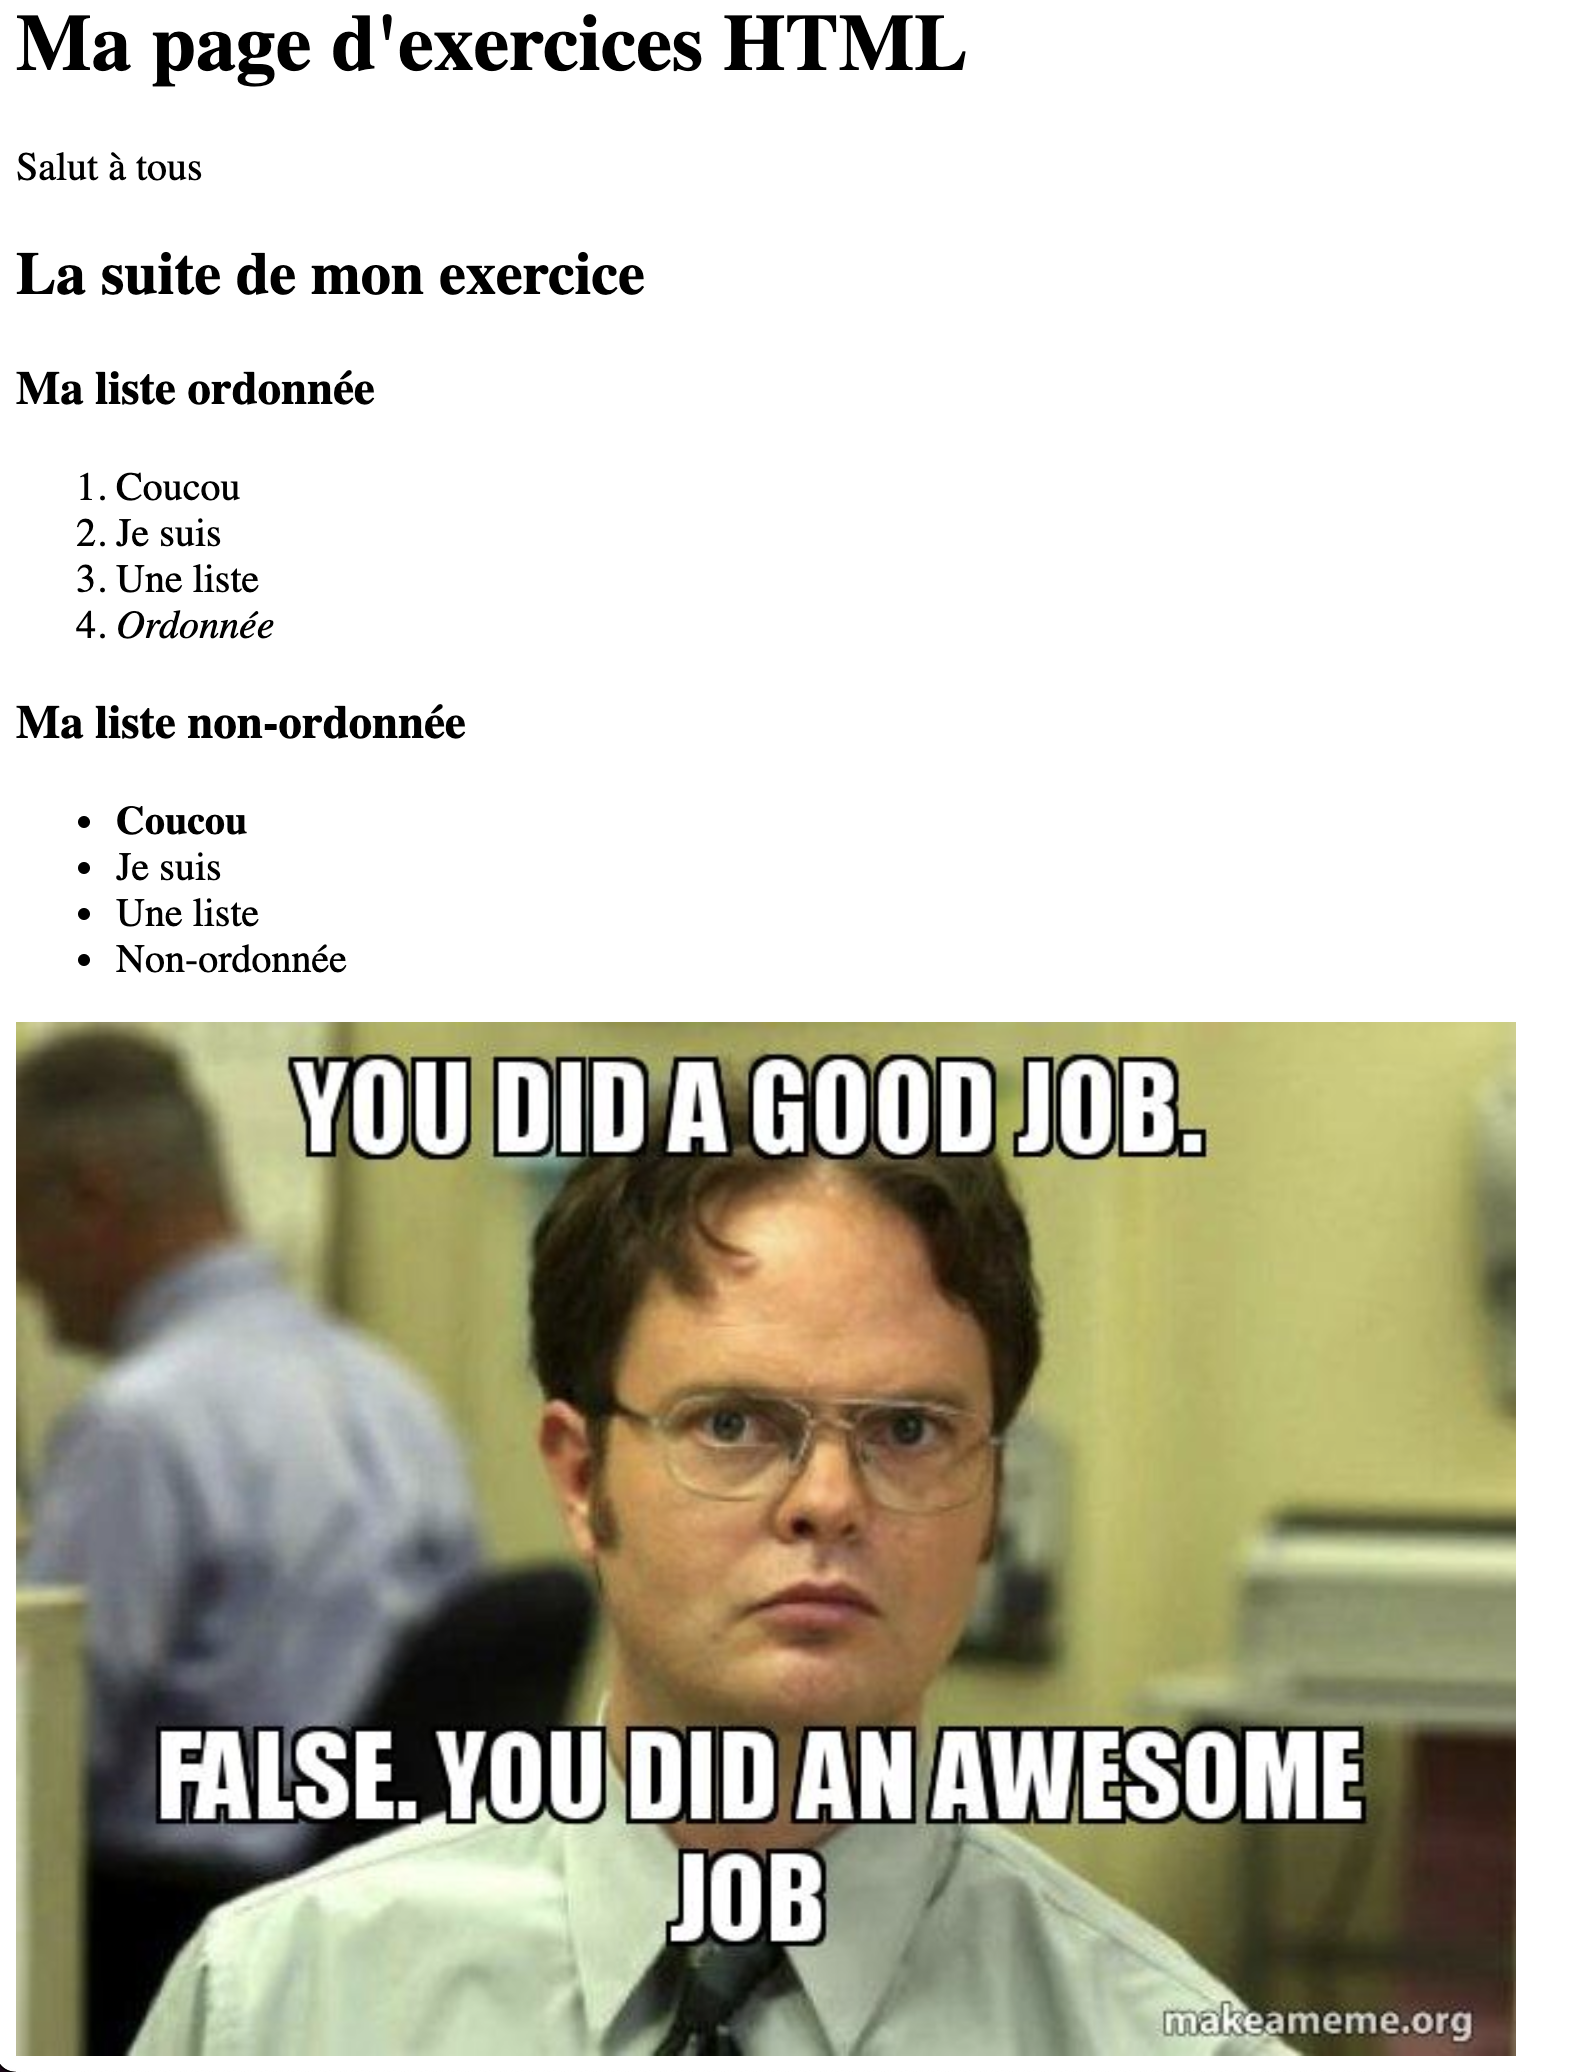 Ma page d'exercices HTML
Salut à tous
La suite de mon exercice
Ma liste ordonnée
1. Coucou
2. Je suis
3. Une liste
4. Ordonnée
Ma liste non-ordonnée
• Coucou
• Je suis
• Une liste
• Non-ordonnée
YOU DID A GOOD JOB.
FALSE. YOU DID AN AWESOME
JOB
makeameme.org